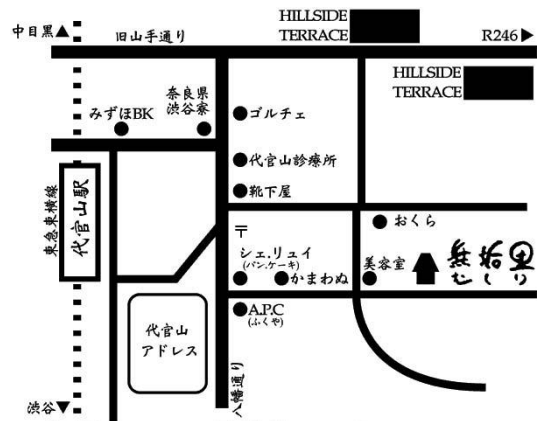 中目黒▲
旧山手通り
HILLSIDE
TERRACE
R246▶
HILLSIDE
TERRACE
奈良県
渋谷寮
みずほBK
ゴルチェ
代官山診療所
靴下屋
東急東横線
代官山駅
おくら
〒
シェ.リュイ
(パン,ケーキ)
かまわぬ
美容室
むし り
代官山
アドレス
A.P.C
(ふくや)
八幡通り
渋谷▼